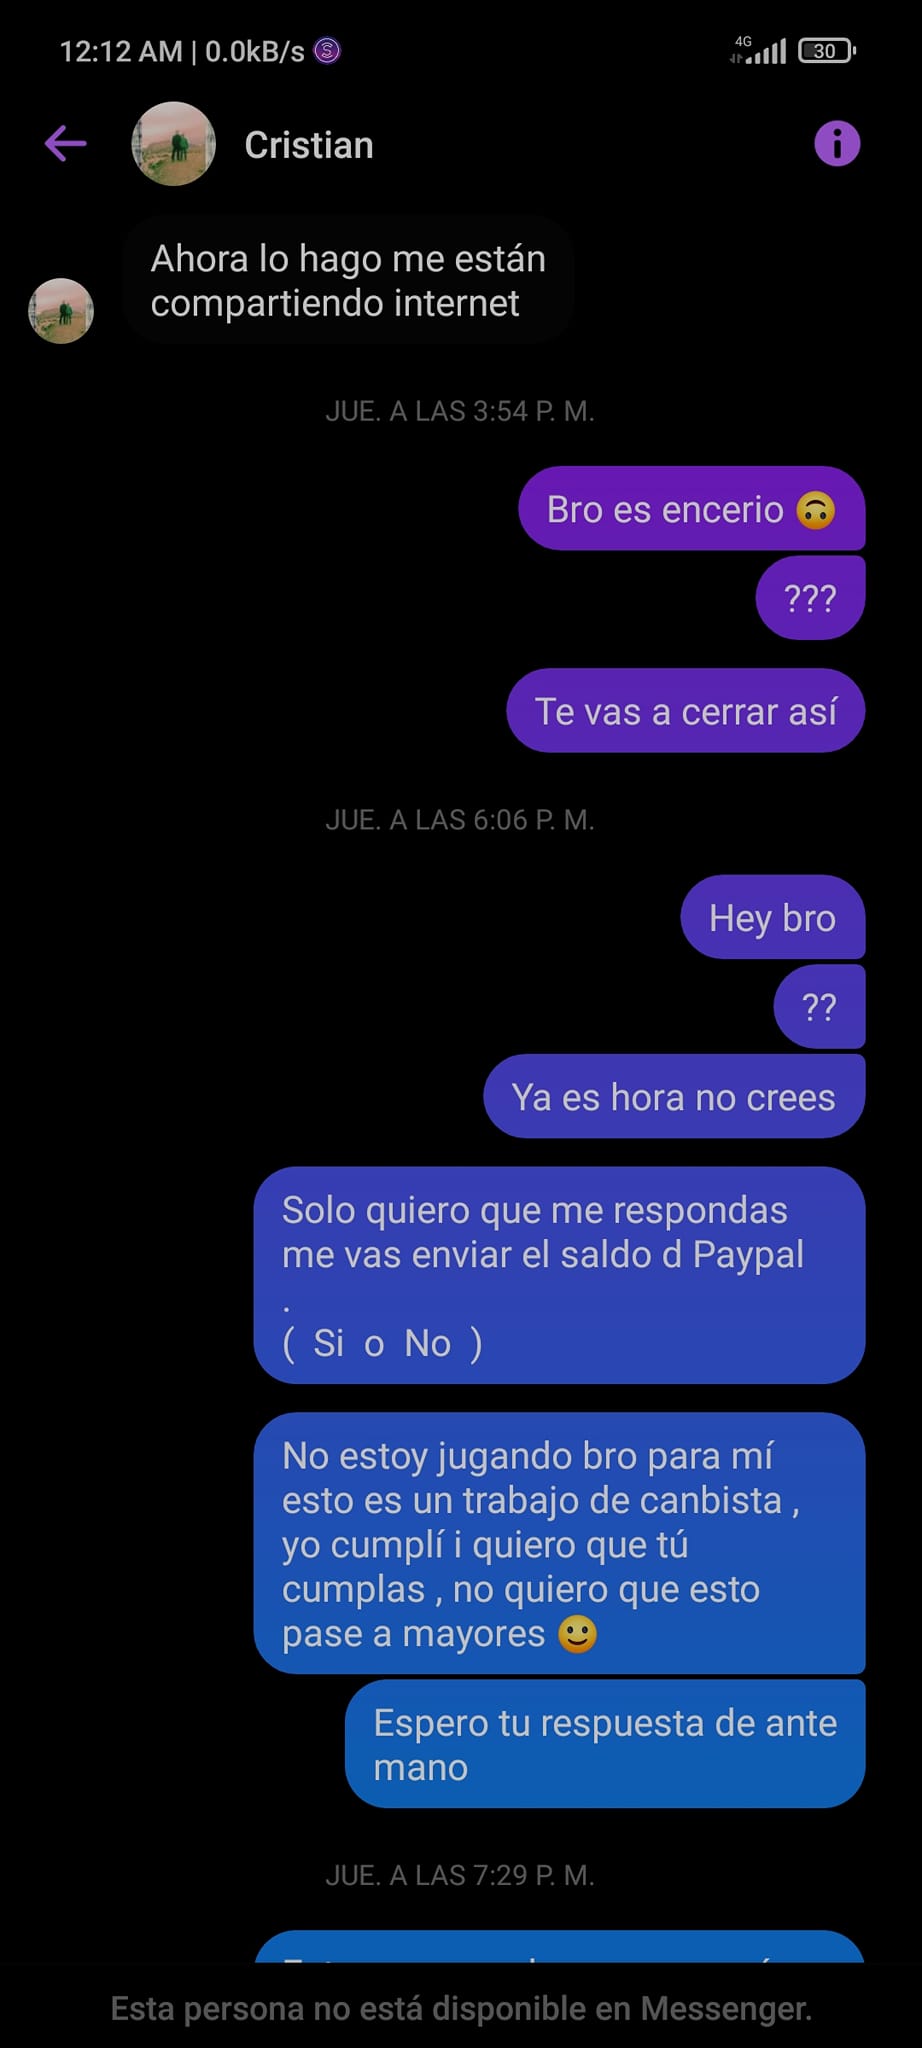 12:12 AM | 0.0kB/s
4G
30
Cristian
Ahora lo hago me están
compartiendo internet
JUE. A LAS 3:54 P. M.
Bro es encerio 🙃
???
Te vas a cerrar así
JUE. A LAS 6:06 P. M.
Hey bro
??
Ya es hora no crees
Solo quiero que me respondas
me vas enviar el saldo d Paypal
.
( Si o No )
No estoy jugando bro para mí
esto es un trabajo de canbista ,
yo cumplí i quiero que tú
cumplas , no quiero que esto
pase a mayores 🙂
Espero tu respuesta de ante
mano
JUE. A LAS 7:29 P. M.
Esta persona no está disponible en Messenger.